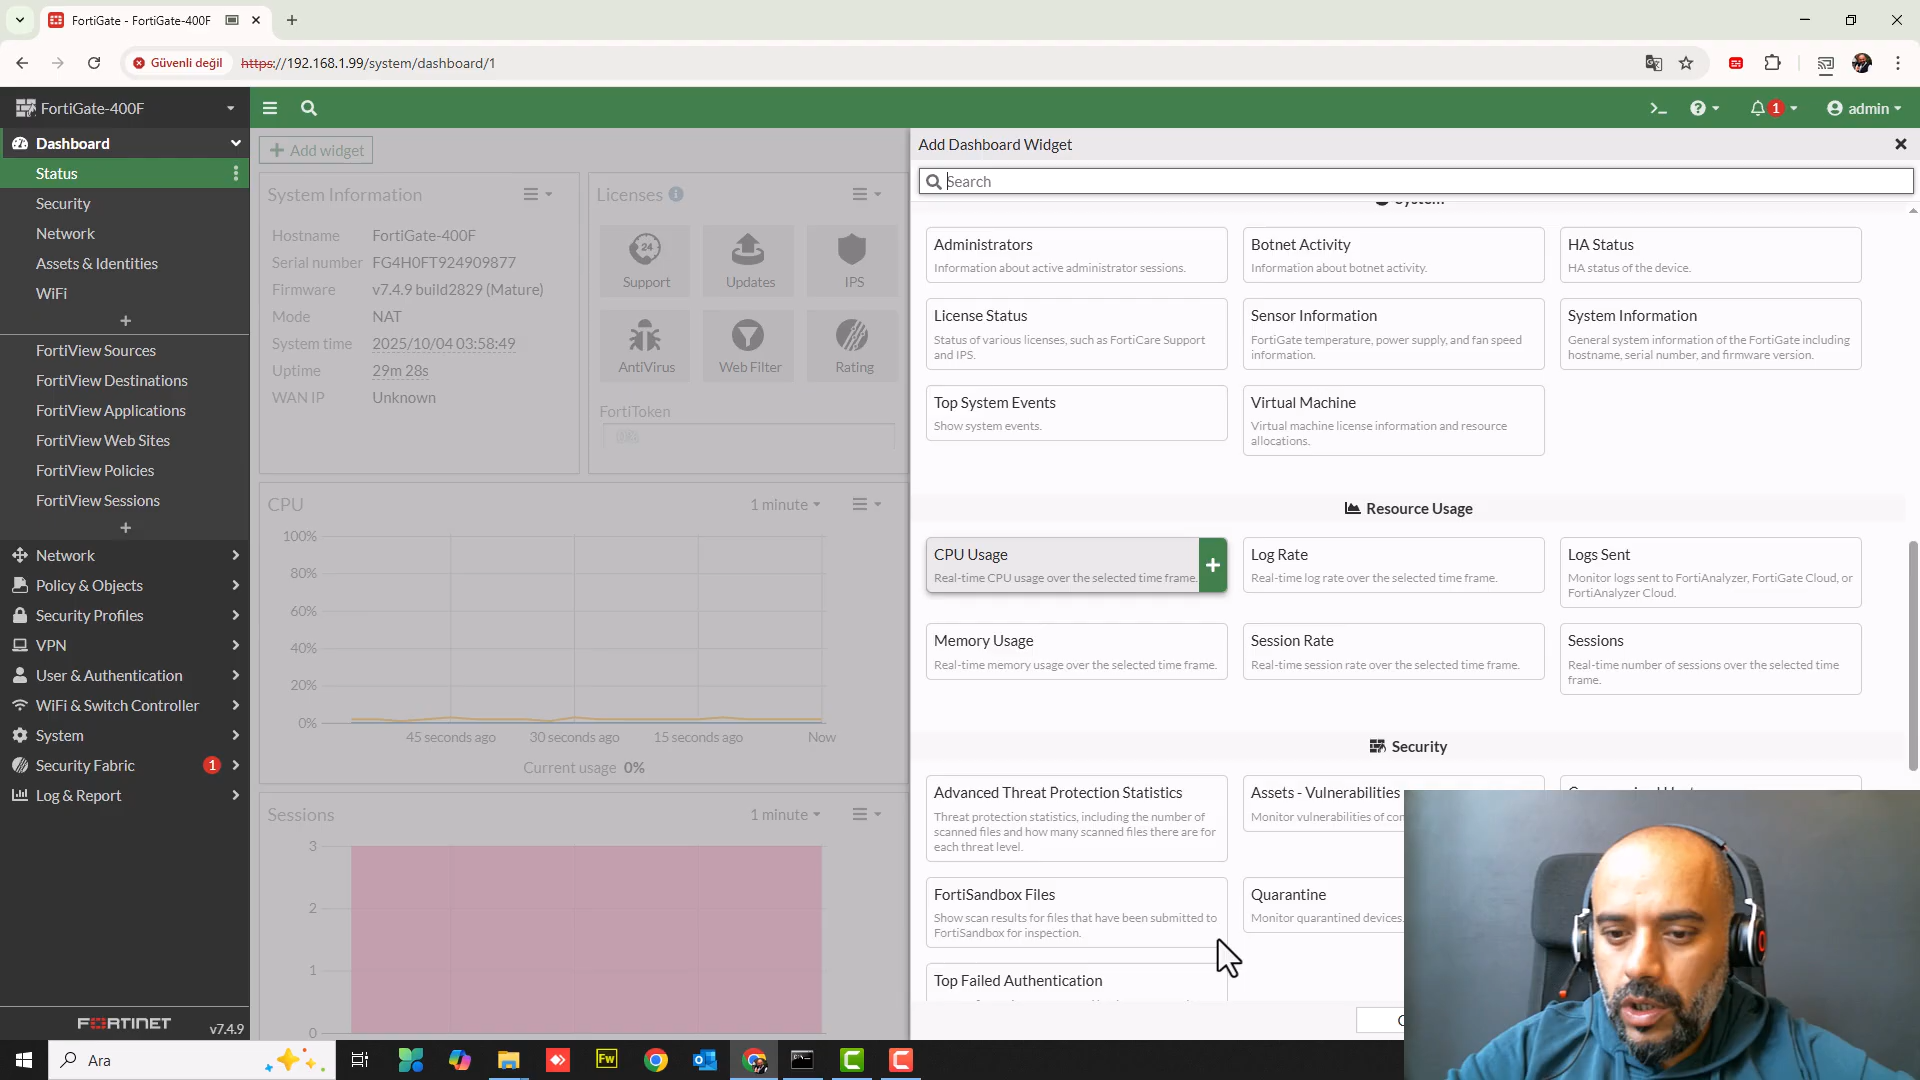 FortiGate - FortiGate-400F
Güvenli değil
https://192.168.1.99/system/dashboard/1
FortiGate-400F
1
admin
Dashboard
Status
Security
Network
Assets & Identities
WiFi
FortiView Sources
FortiView Destinations
FortiView Applications
FortiView Web Sites
FortiView Policies
FortiView Sessions
Network
Policy & Objects
Security Profiles
VPN
User & Authentication
WiFi & Switch Controller
System
Security Fabric
1
Log & Report
FORTINET
v7.4.9
Add widget
System Information
Hostname FortiGate-400F
Serial number FG4H0FT924909877
Firmware v7.4.9 build2829 (Mature)
Mode NAT
System time 2025/10/04 03:58:49
Uptime 29m 28s
WAN IP Unknown
Licenses
24
Support
Updates
IPS
AntiVirus
Web Filter
Rating
FortiToken
0/0
CPU
1 minute
100%
80%
60%
40%
20%
0%
45 seconds ago
30 seconds ago
15 seconds ago
Now
Current usage 0%
Sessions
1 minute
3
2
1
0
Add Dashboard Widget
Search
System
Administrators
Information about active administrator sessions.
Botnet Activity
Information about botnet activity.
HA Status
HA status of the device.
License Status
Status of various licenses, such as FortiCare Support
and IPS.
Sensor Information
FortiGate temperature, power supply, and fan speed
information.
System Information
General system information of the FortiGate including
hostname, serial number, and firmware version.
Top System Events
Show system events.
Virtual Machine
Virtual machine license information and resource
allocations.
Resource Usage
CPU Usage
Real-time CPU usage over the selected time frame.
Log Rate
Real-time log rate over the selected time frame.
Logs Sent
Monitor logs sent to FortiAnalyzer, FortiGate Cloud, or
FortiAnalyzer Cloud.
Memory Usage
Real-time memory usage over the selected time frame.
Session Rate
Real-time session rate over the selected time frame.
Sessions
Real-time number of sessions over the selected time
frame.
Security
Advanced Threat Protection Statistics
Threat protection statistics, including the number of
scanned files and how many scanned files there are for
each threat level.
Assets - Vulnerabilities
Monitor vulnerabilities of
FortiSandbox Files
Show scan results for files that have been submitted to
FortiSandbox for inspection.
Quarantine
Monitor quarantined devices.
Top Failed Authentication
Ara
Fw